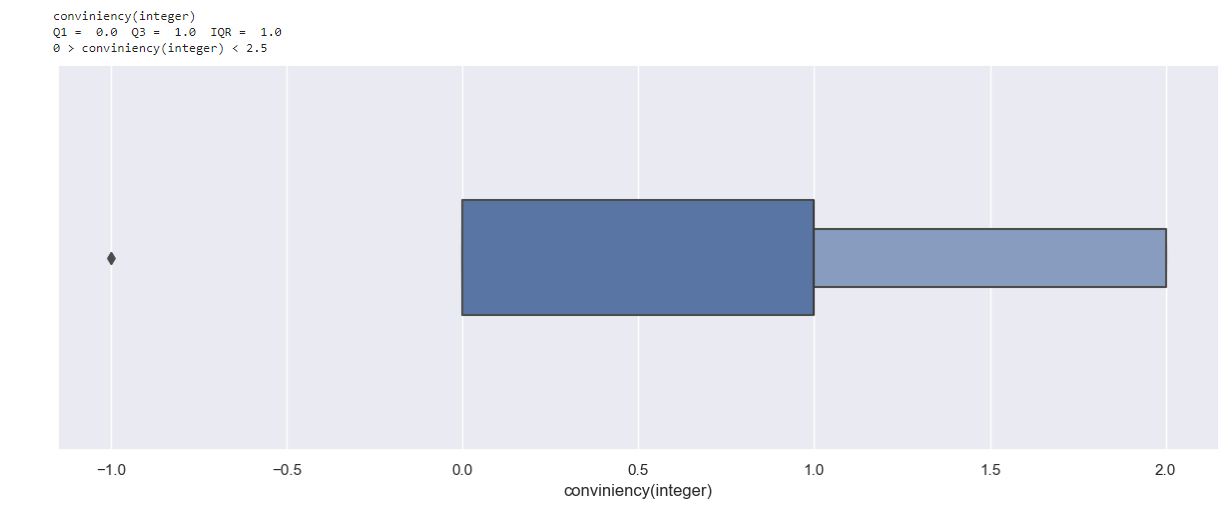 conviniency(integer)
Q1 =  0.0  Q3 =  1.0  IQR =  1.0
0 > conviniency(integer) < 2.5
−1.0 −0.5 0.0 0.5 1.0 1.5 2.0
conviniency(integer)